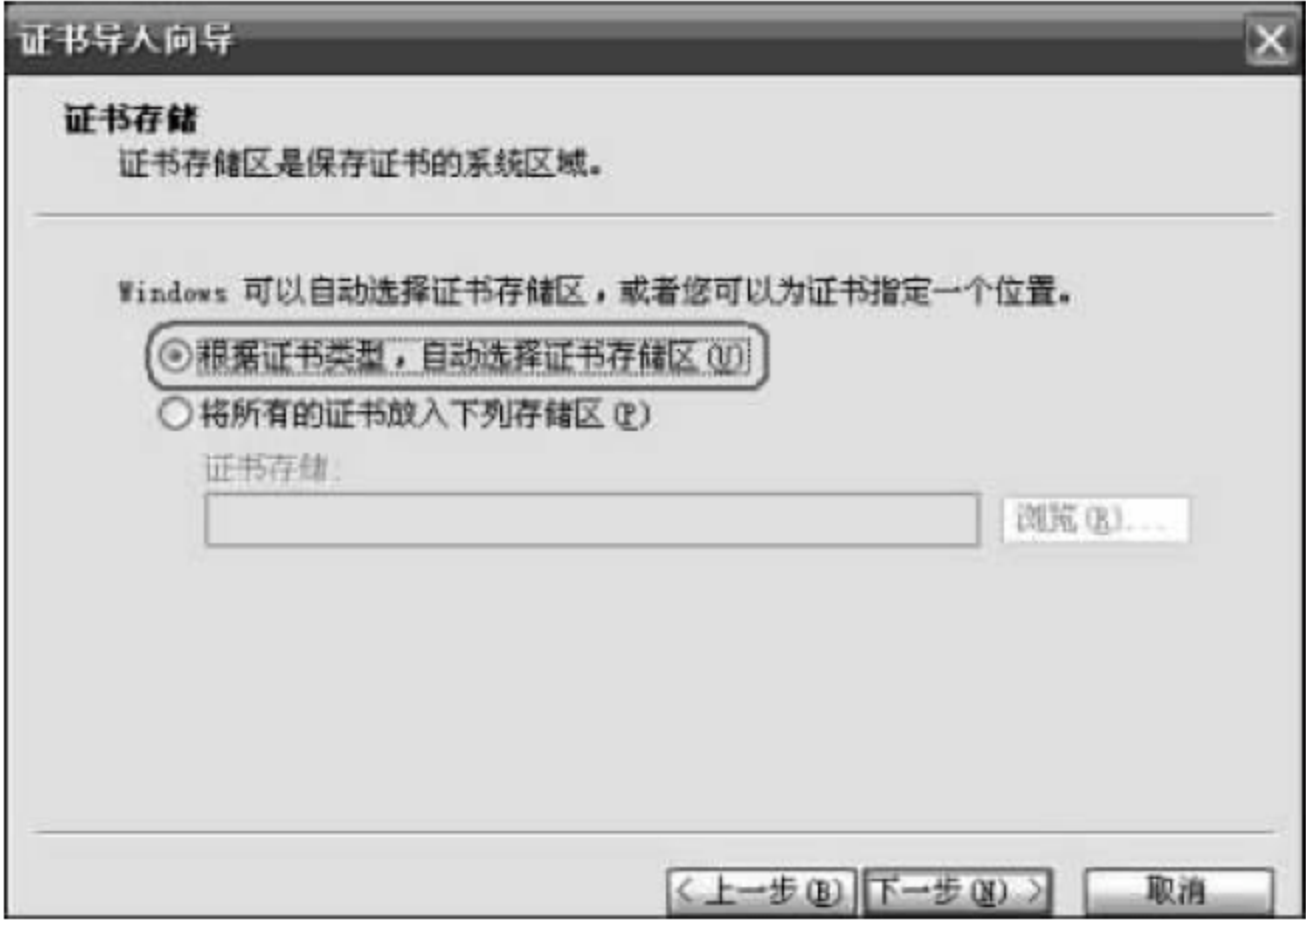 证书导入向导
证书存储
证书存储区是保存证书的系统区域。
Windows 可以自动选择证书存储区，或者您可以为证书指定一个位置。
根据证书类型，自动选择证书存储区(U)
将所有的证书放入下列存储区(P)
证书存储:
浏览(R)...
< 上一步(B) 下一步(N) > 取消